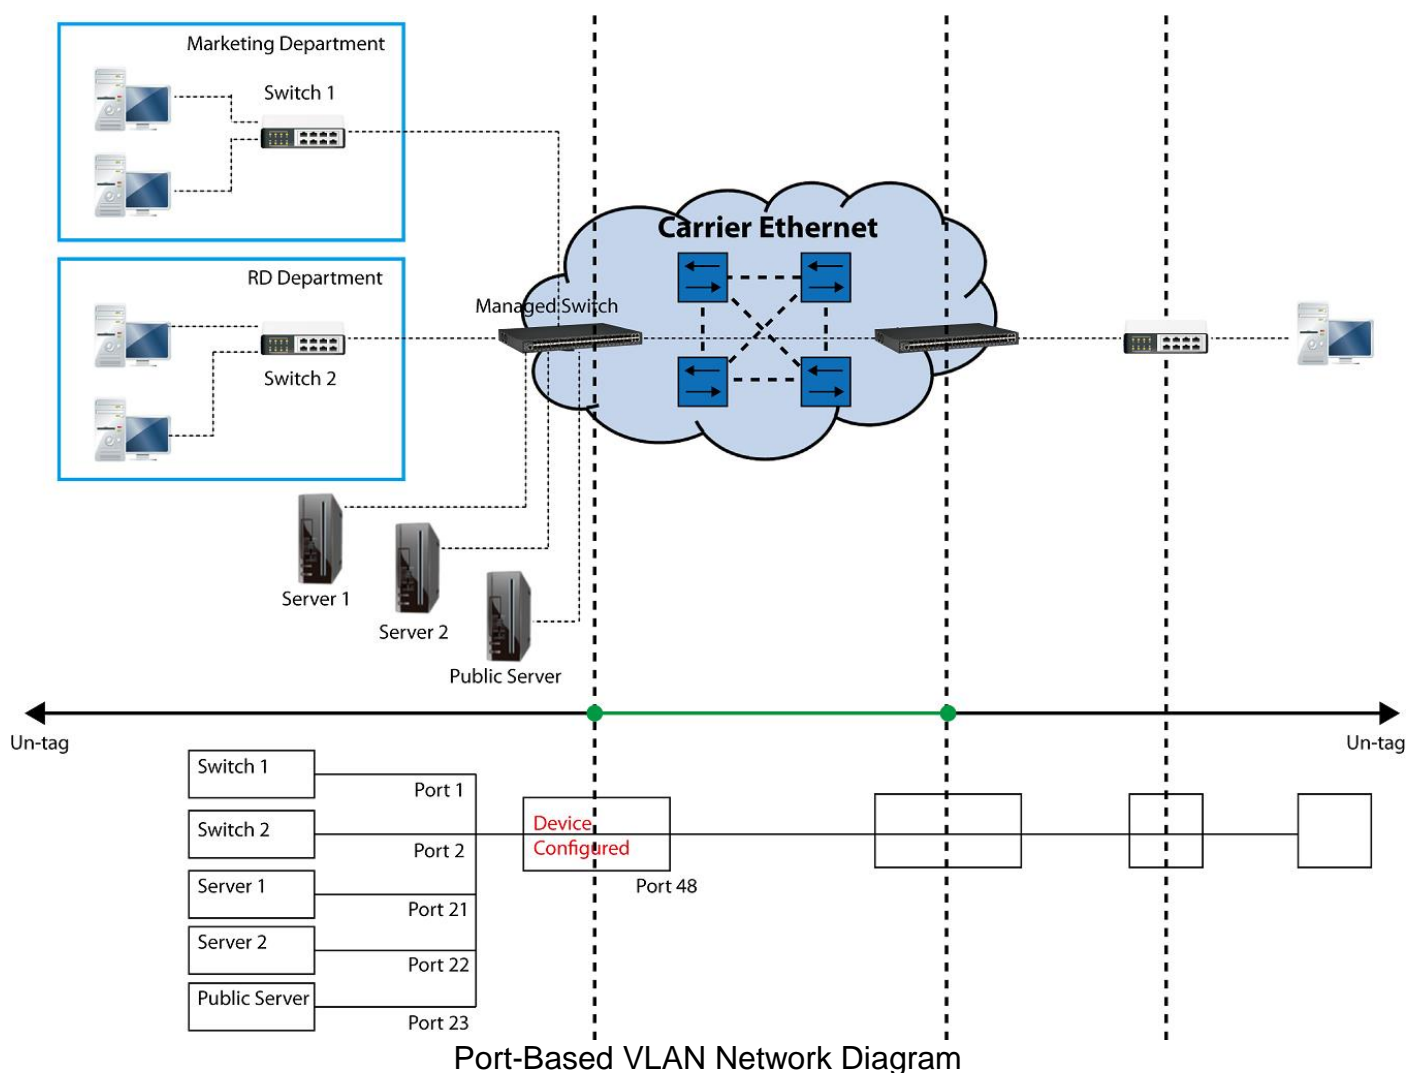 Marketing Department
Switch 1
Carrier Ethernet
RD Department
Managed Switch
Switch 2
Server 1
Server 2
Public Server
Un-tag
Un-tag
Switch 1
Port 1
Switch 2
Port 2
Device
Configured
Server 1
Port 48
Port 21
Server 2
Port 22
Public Server
Port 23
Port-Based VLAN Network Diagram